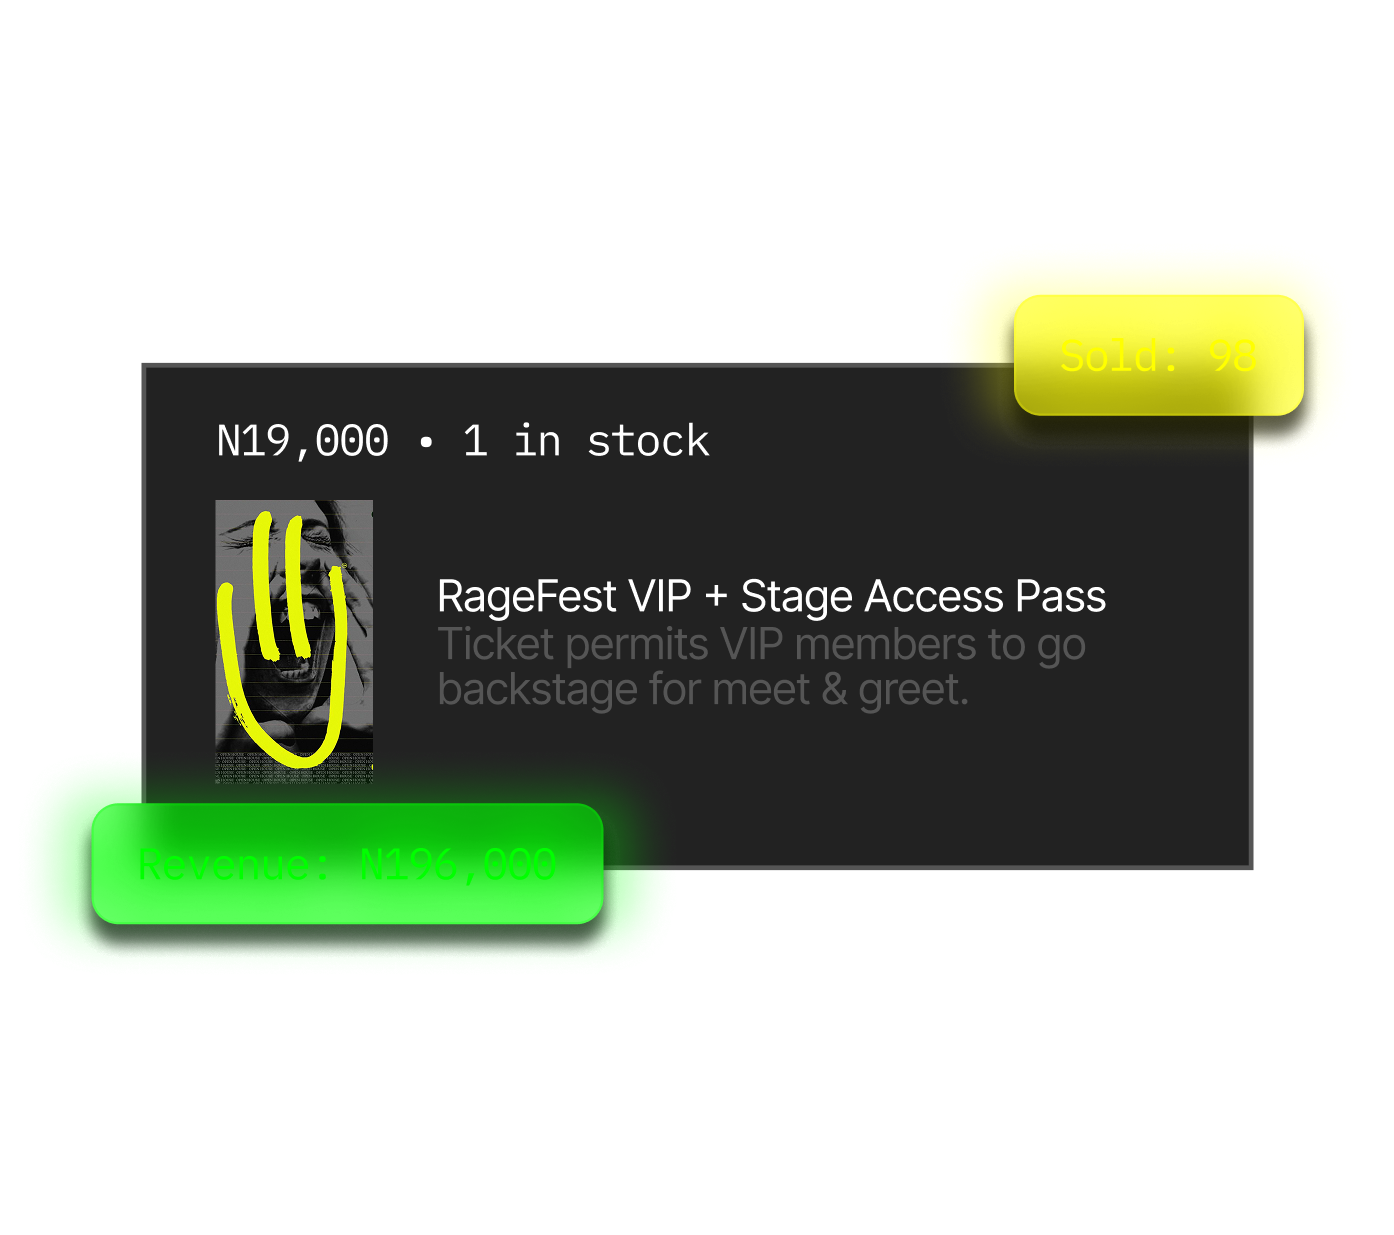 Sold: 98
N19,000 • 1 in stock
RageFest VIP + Stage Access Pass
Ticket permits VIP members to go
backstage for meet & greet.
Revenue: N196,000